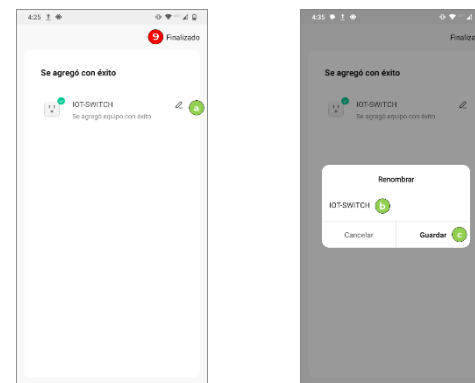 4:25
9 Finalizado
Se agregó con éxito
IOT-SWITCH
a
Se agregó equipo con éxito
4:35
Finaliza
Se agregó con éxito
IOT-SWITCH
Se agregó equipo con éxito
Renombrar
IOT-SWITCH b
Cancelar Guardar c